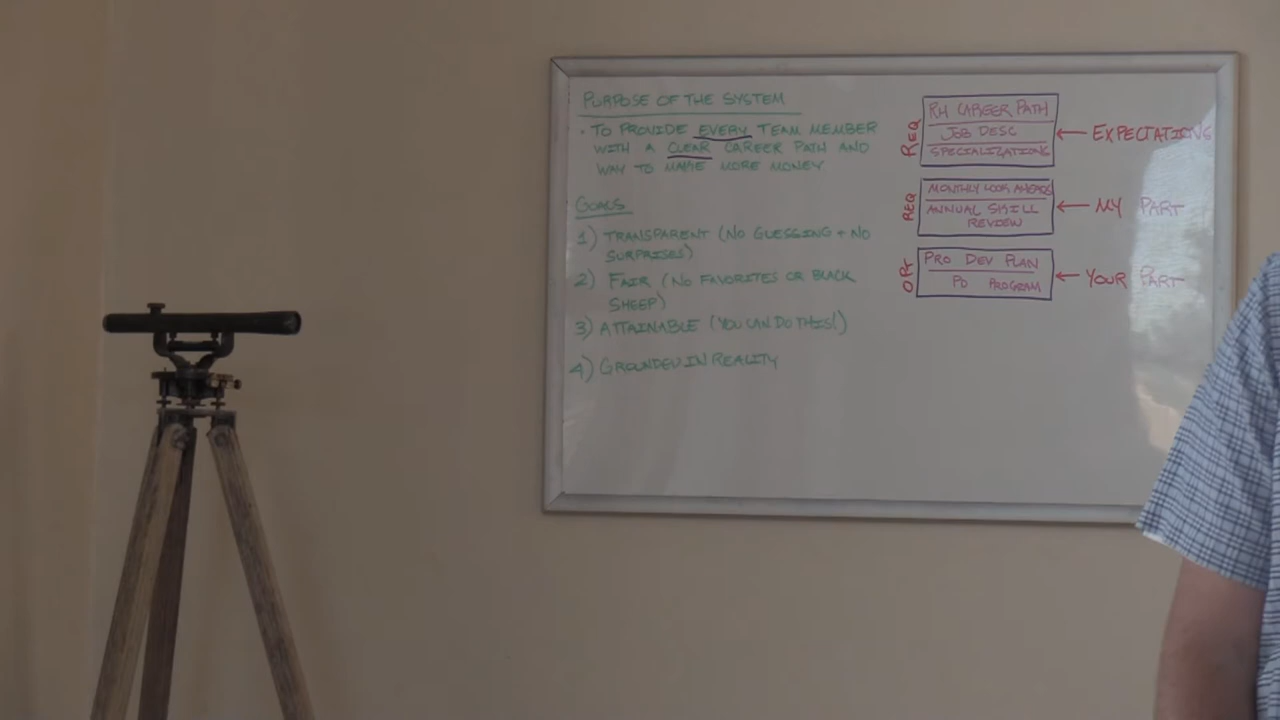 PURPOSE OF THE SYSTEM
• TO PROVIDE EVERY TEAM MEMBER
WITH A CLEAR CAREER PATH AND
WAY TO MAKE MORE MONEY
GOALS
1) TRANSPARENT (NO GUESSING + NO
SURPRISES)
2) FAIR (NO FAVORITES OR BLACK
SHEEP)
3) ATTAINABLE (YOU CAN DO THIS!)
4) GROUNDED IN REALITY
REQ
RH CAREER PATH
JOB DESC
SPECIALIZATIONS
← EXPECTATIONS
REQ
MONTHLY LOOK AHEADS
ANNUAL SKILL
REVIEW
← MY PART
OPT
PRO DEV PLAN
PD PROGRAM
← YOUR PART